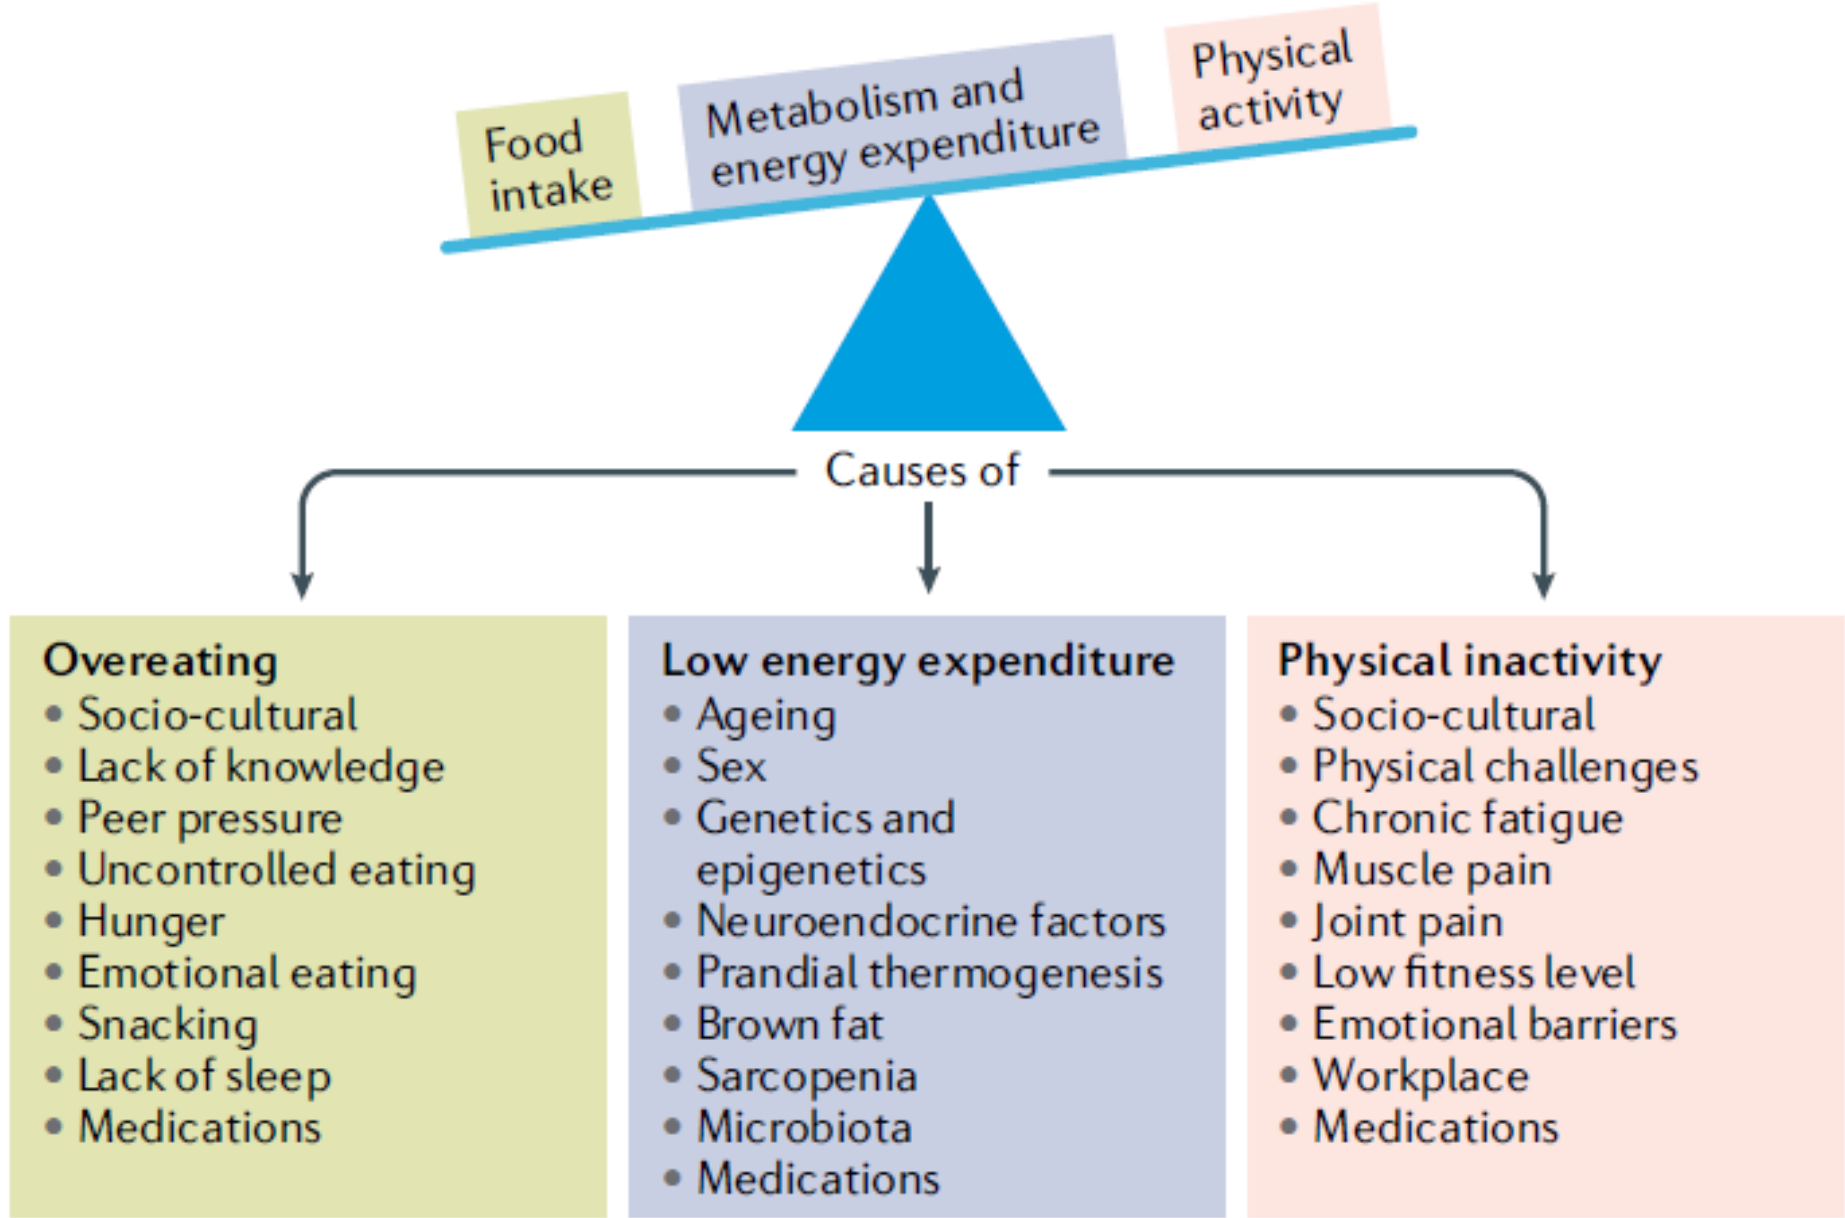 Food
intake
Metabolism and
energy expenditure
Physical
activity
Causes of
Overeating
• Socio-cultural
• Lack of knowledge
• Peer pressure
• Uncontrolled eating
• Hunger
• Emotional eating
• Snacking
• Lack of sleep
• Medications
Low energy expenditure
• Ageing
• Sex
• Genetics and
epigenetics
• Neuroendocrine factors
• Prandial thermogenesis
• Brown fat
• Sarcopenia
• Microbiota
• Medications
Physical inactivity
• Socio-cultural
• Physical challenges
• Chronic fatigue
• Muscle pain
• Joint pain
• Low fitness level
• Emotional barriers
• Workplace
• Medications